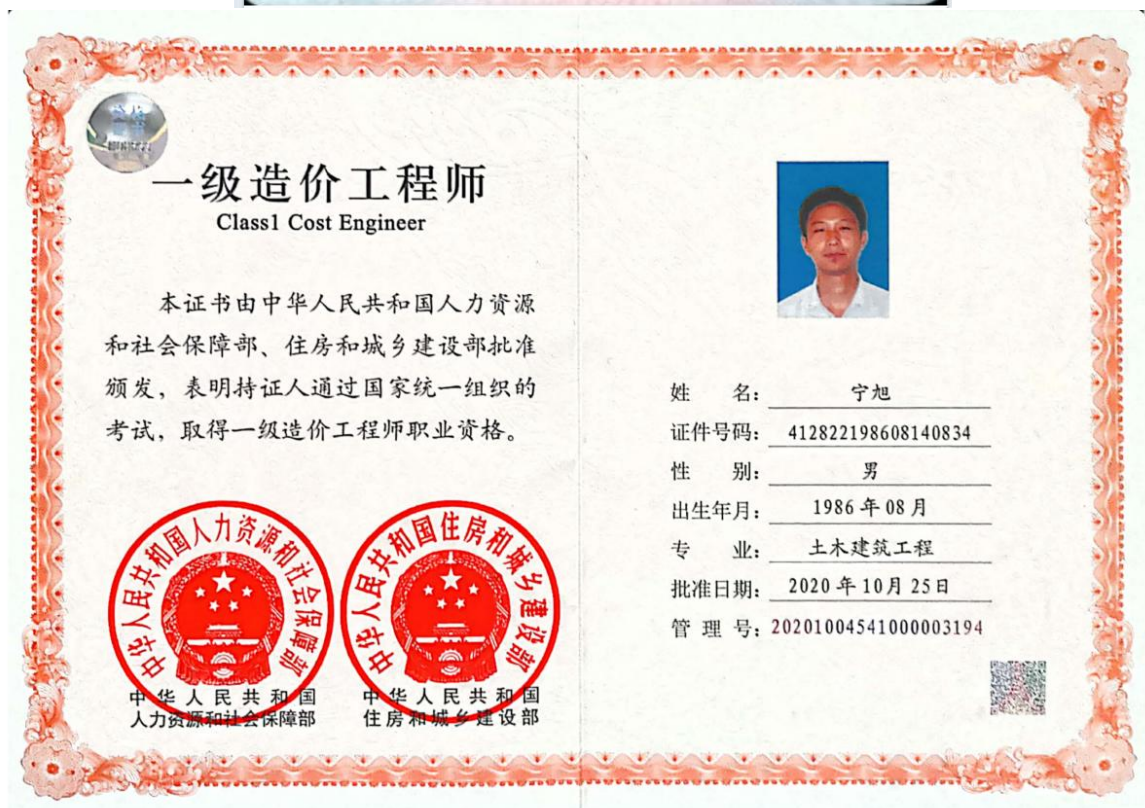 一级造价工程师
Class1 Cost Engineer
本证书由中华人民共和国人力资源
和社会保障部、住房和城乡建设部批准
颁发，表明持证人通过国家统一组织的
考试，取得一级造价工程师职业资格。
中华人民共和国人力资源和社会保障部
中华人民共和国
人力资源和社会保障部
中华人民共和国住房和城乡建设部
中华人民共和国
住房和城乡建设部
姓 名：宁旭
证件号码：412822198608140834
性 别：男
出生年月：1986年08月
专 业：土木建筑工程
批准日期：2020年10月25日
管 理 号：20201004541000003194